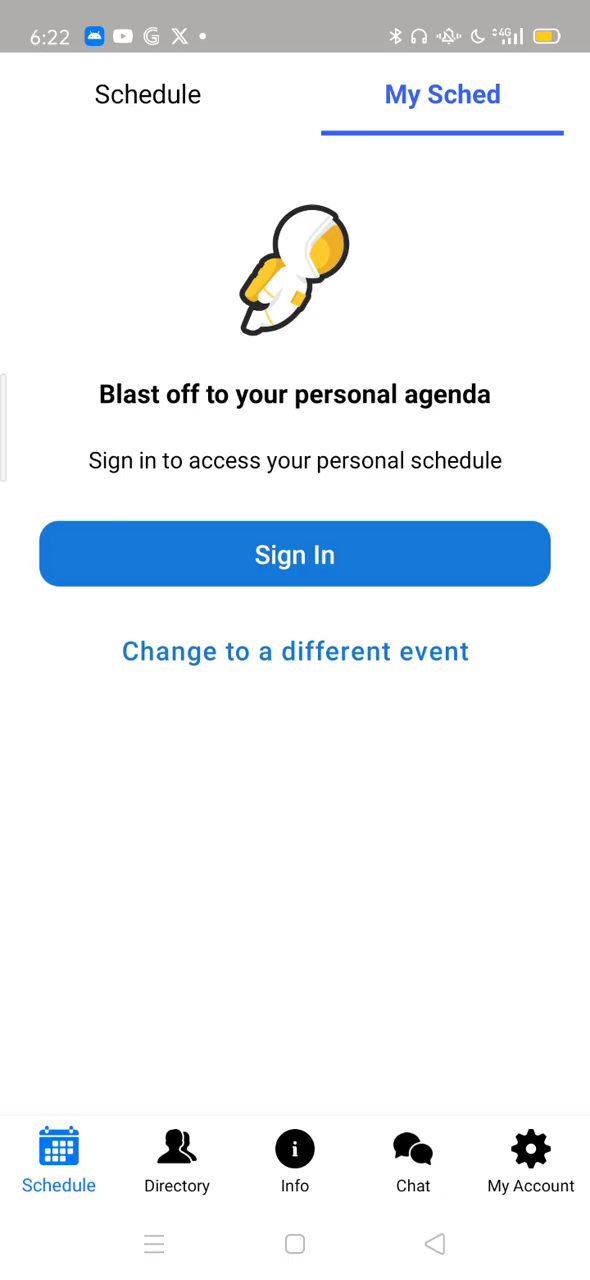 6:22
4G
Schedule
My Sched
Blast off to your personal agenda
Sign in to access your personal schedule
Sign In
Change to a different event
Schedule
Directory
Info
Chat
My Account